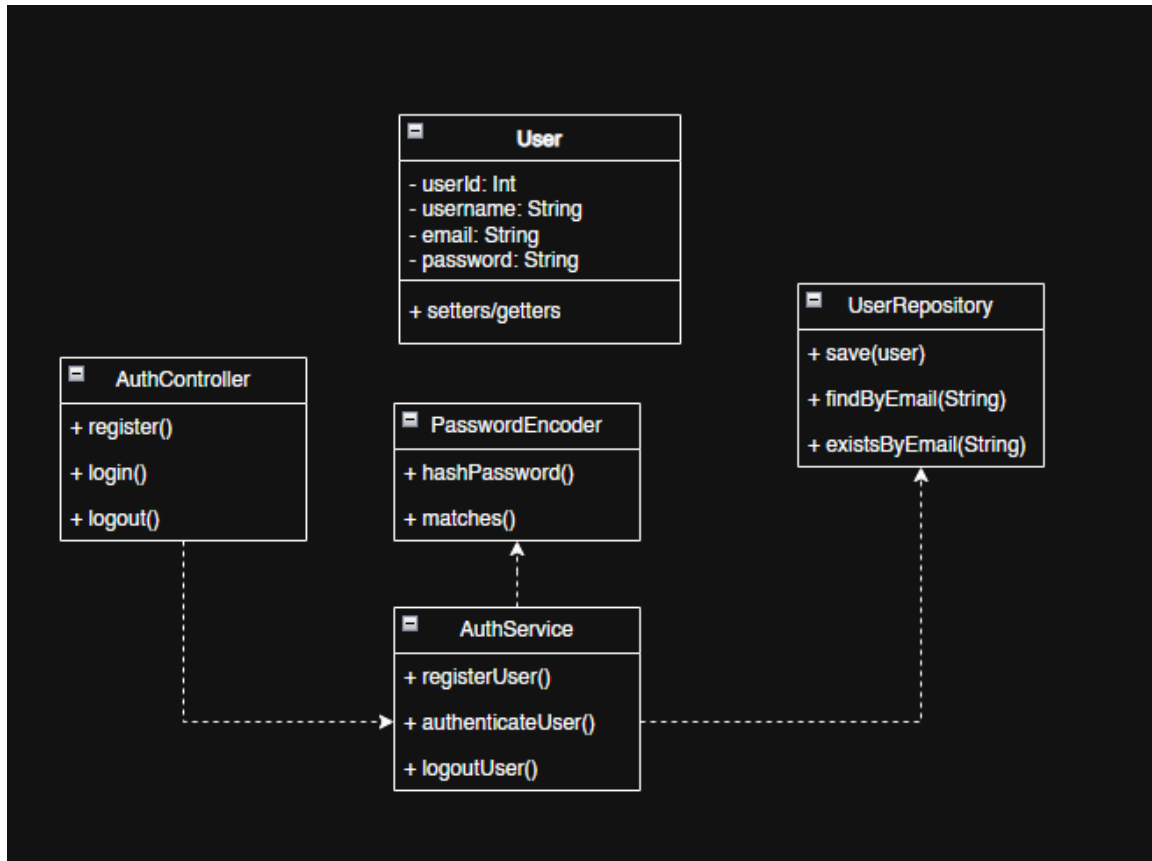 User
- userId: Int
- username: String
- email: String
- password: String
+ setters/getters
UserRepository
+ save(user)
+ findByEmail(String)
+ existsByEmail(String)
AuthController
+ register()
+ login()
+ logout()
PasswordEncoder
+ hashPassword()
+ matches()
AuthService
+ registerUser()
+ authenticateUser()
+ logoutUser()